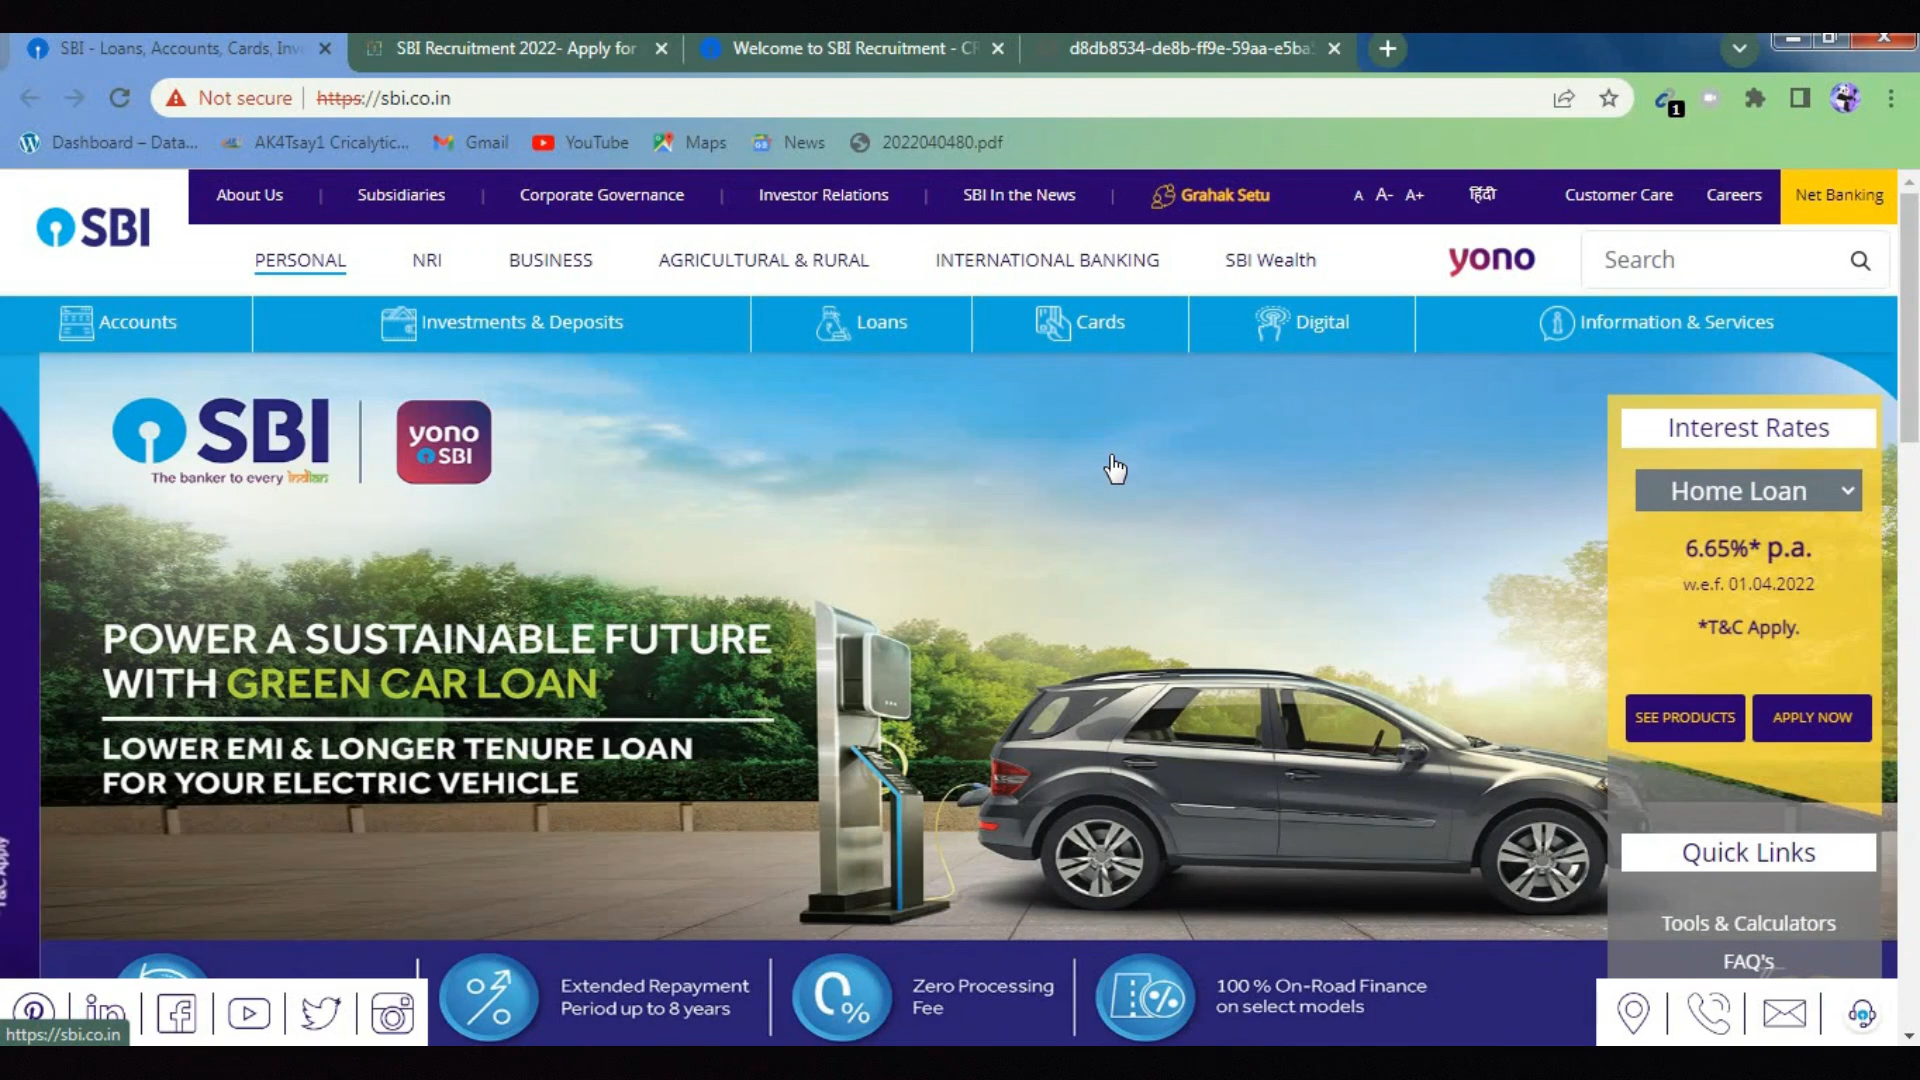 SBI - Loans, Accounts, Cards, Inve
SBI Recruitment 2022- Apply for
Welcome to SBI Recruitment - CR
d8db8534-de8b-ff9e-59aa-e5ba
Not secure
https://sbi.co.in
1
Dashboard – Data...
AK4Tsay1 Cricalytic...
Gmail
YouTube
Maps
News
2022040480.pdf
About Us
Subsidiaries
Corporate Governance
Investor Relations
SBI In the News
Grahak Setu
A A- A+
हिंदी
Customer Care
Careers
Net Banking
SBI
PERSONAL
NRI
BUSINESS
AGRICULTURAL & RURAL
INTERNATIONAL BANKING
SBI Wealth
yono
Search
Accounts
Investments & Deposits
Loans
Cards
Digital
Information & Services
SBI
The banker to every Indian
yono
SBI
POWER A SUSTAINABLE FUTURE
WITH GREEN CAR LOAN
LOWER EMI & LONGER TENURE LOAN
FOR YOUR ELECTRIC VEHICLE
Interest Rates
Home Loan
6.65%* p.a.
w.e.f. 01.04.2022
*T&C Apply.
SEE PRODUCTS
APPLY NOW
Quick Links
Tools & Calculators
FAQ's
T&C Apply
Extended Repayment
Period up to 8 years
0%
Zero Processing
Fee
100 % On-Road Finance
on select models
https://sbi.co.in